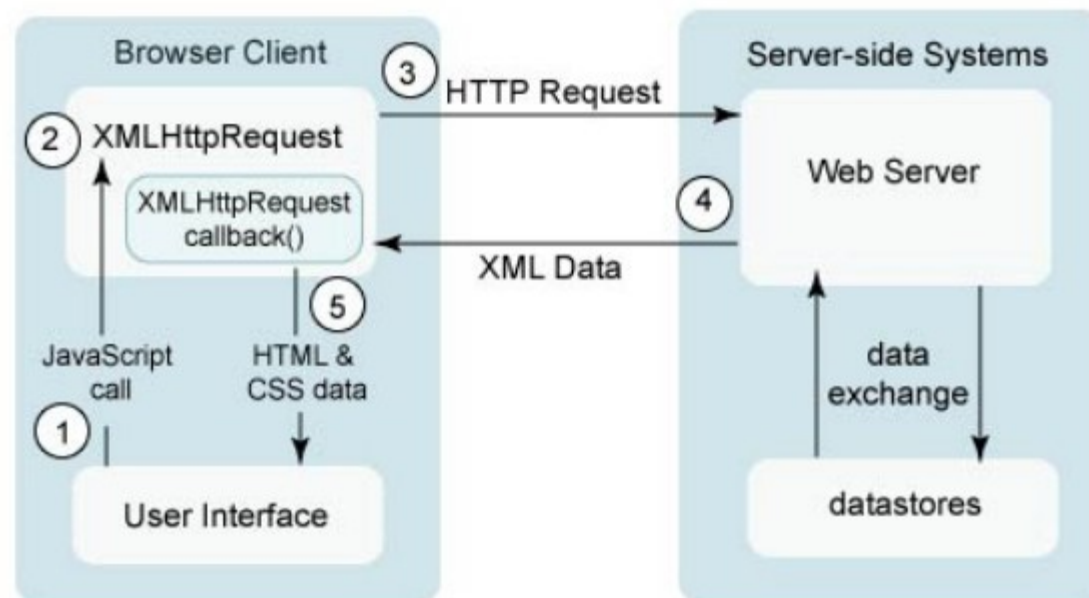 Browser Client
Server-side Systems
3
HTTP Request
2
XMLHttpRequest
Web Server
XMLHttpRequest
callback()
4
XML Data
5
JavaScript
call
HTML &
CSS data
data
exchange
1
User Interface
datastores